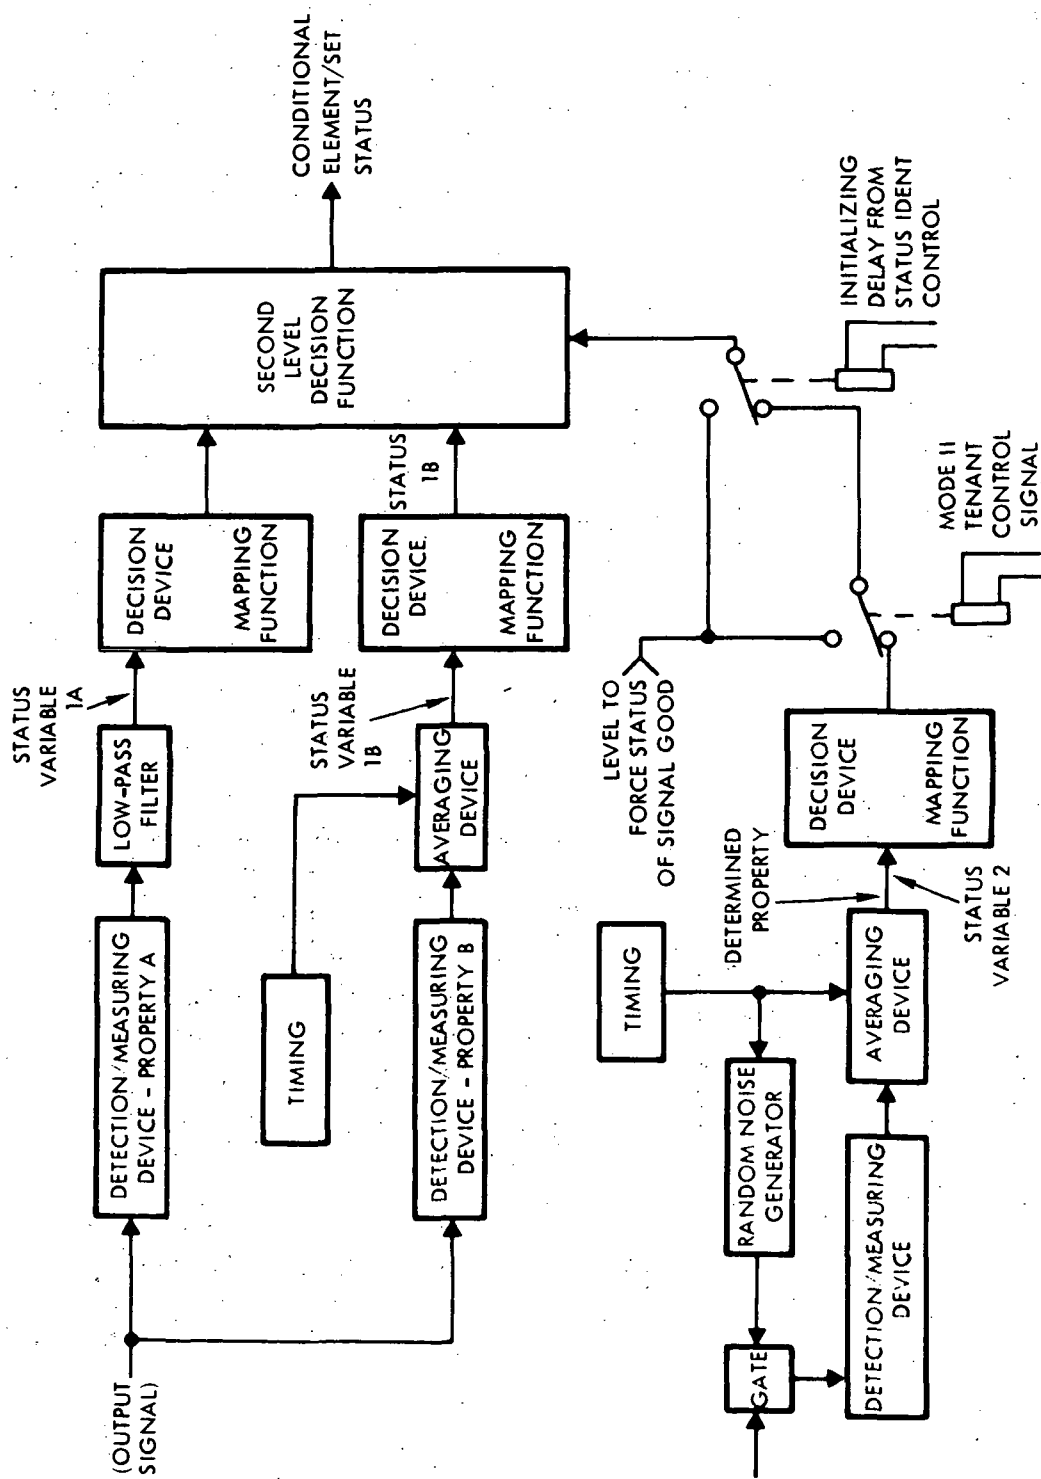 (OUTPUT
SIGNAL)
DETECTION/MEASURING
DEVICE - PROPERTY A
LOW-PASS
FILTER
STATUS
VARIABLE
1A
DECISION
DEVICE
MAPPING
FUNCTION
SECOND
LEVEL
DECISION
FUNCTION
CONDITIONAL
ELEMENT/SET
STATUS
TIMING
DETECTION/MEASURING
DEVICE - PROPERTY B
AVERAGING
DEVICE
STATUS
VARIABLE
1B
DECISION
DEVICE
MAPPING
FUNCTION
STATUS
1B
LEVEL TO
FORCE STATUS
OF SIGNAL GOOD
INITIALIZING
DELAY FROM
STATUS IDENT
CONTROL
MODE II
TENANT
CONTROL
SIGNAL
TIMING
RANDOM NOISE
GENERATOR
GATE
DETECTION/MEASURING
DEVICE
AVERAGING
DEVICE
DETERMINED
PROPERTY
STATUS
VARIABLE 2
DECISION
DEVICE
MAPPING
FUNCTION